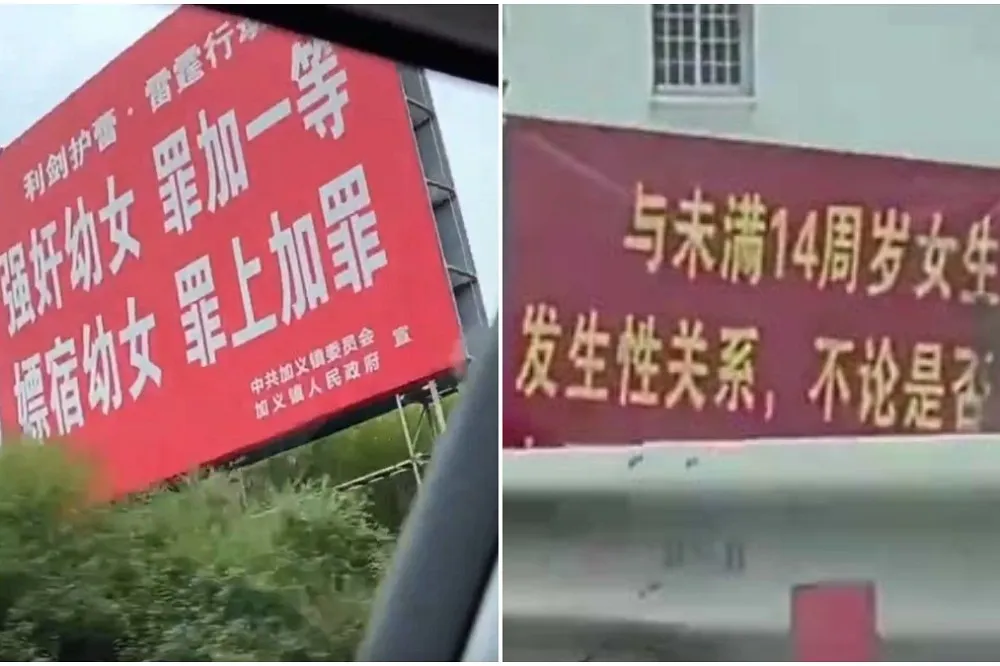 利剑护蕾·雷霆行
强奸幼女 罪加一等
嫖宿幼女 罪上加罪
中共加义镇委员会
加义镇人民政府
宣
与未满14周岁女生
发生性关系，不论是否